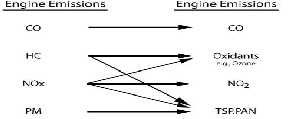 Engine Emissions Engine Emissions
CO CO
HC Oxidants
e.g., Ozone
NOx NO2
PM TSP,PAN